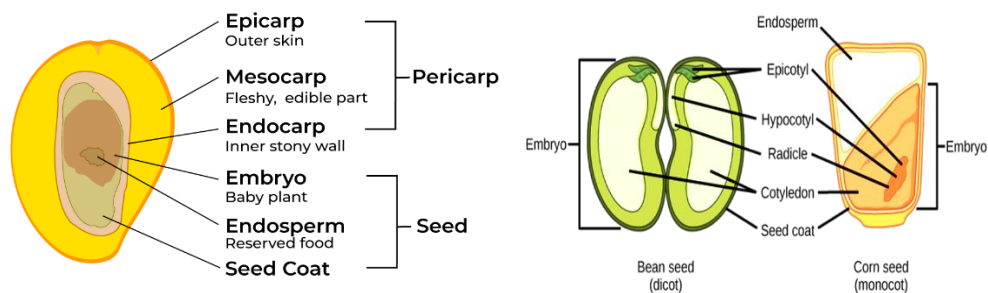 Epicarp
Outer skin
Mesocarp
Fleshy, edible part
Pericarp
Endocarp
Inner stony wall
Embryo
Baby plant
Endosperm
Reserved food
Seed
Seed Coat
Endosperm
Epicotyl
Hypocotyl
Embryo
Radicle
Embryo
Cotyledon
Seed coat
Bean seed
(dicot)
Corn seed
(monocot)